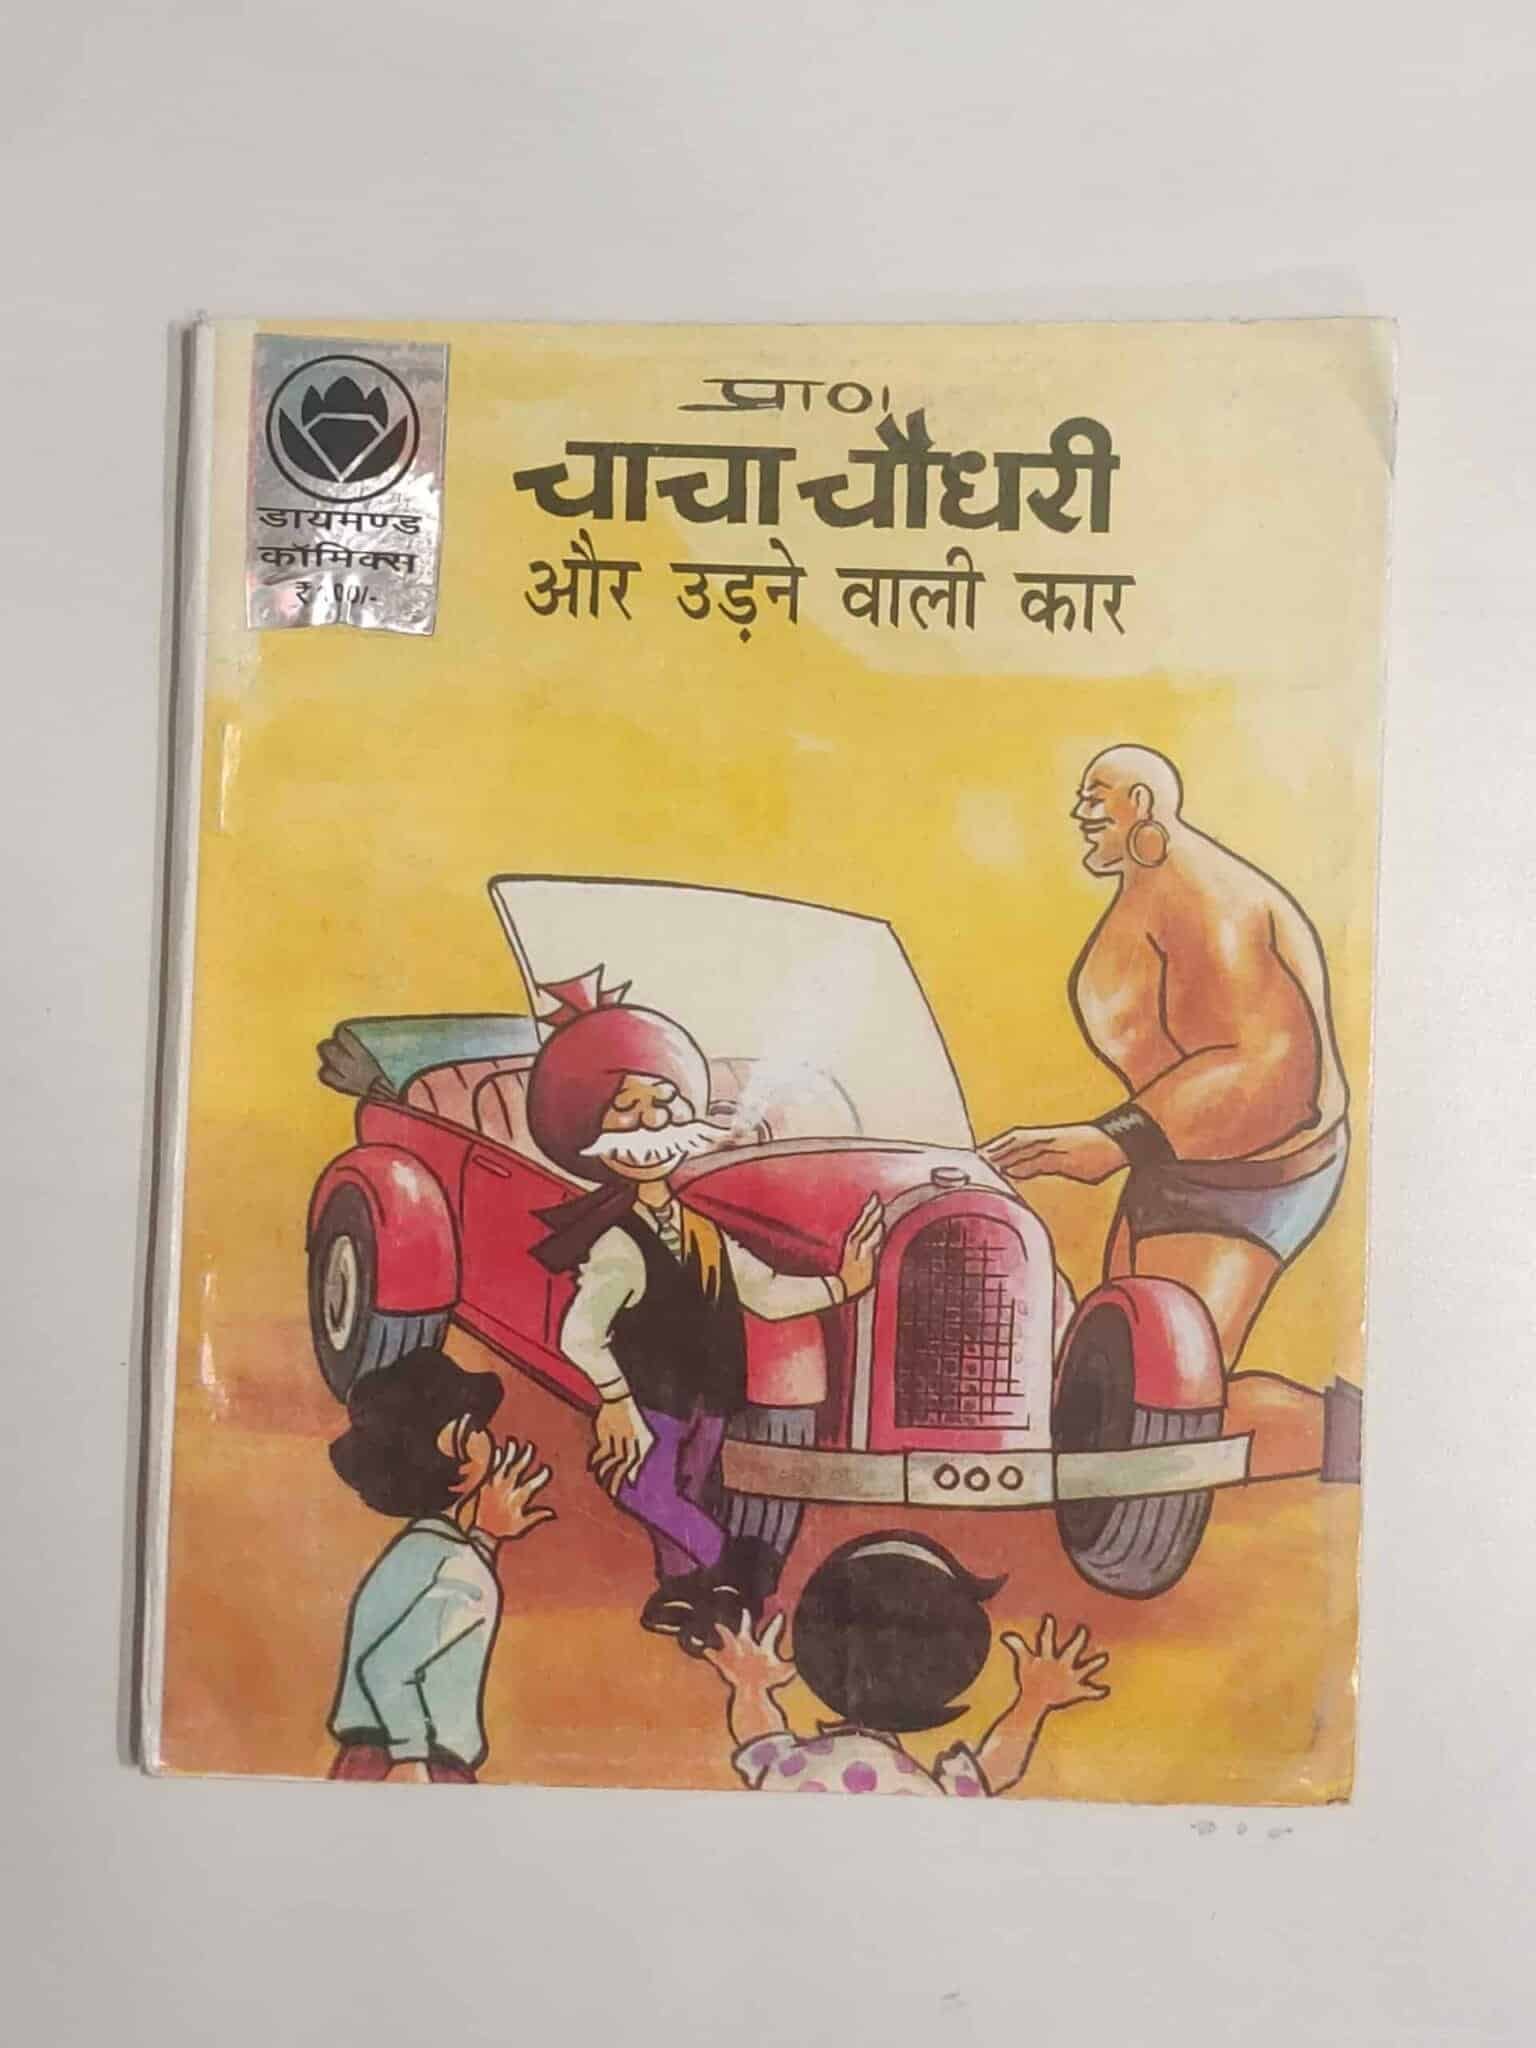 प्राण
चाचा चौधरी
और उड़ने वाली कार
डायमण्ड
कॉमिक्स